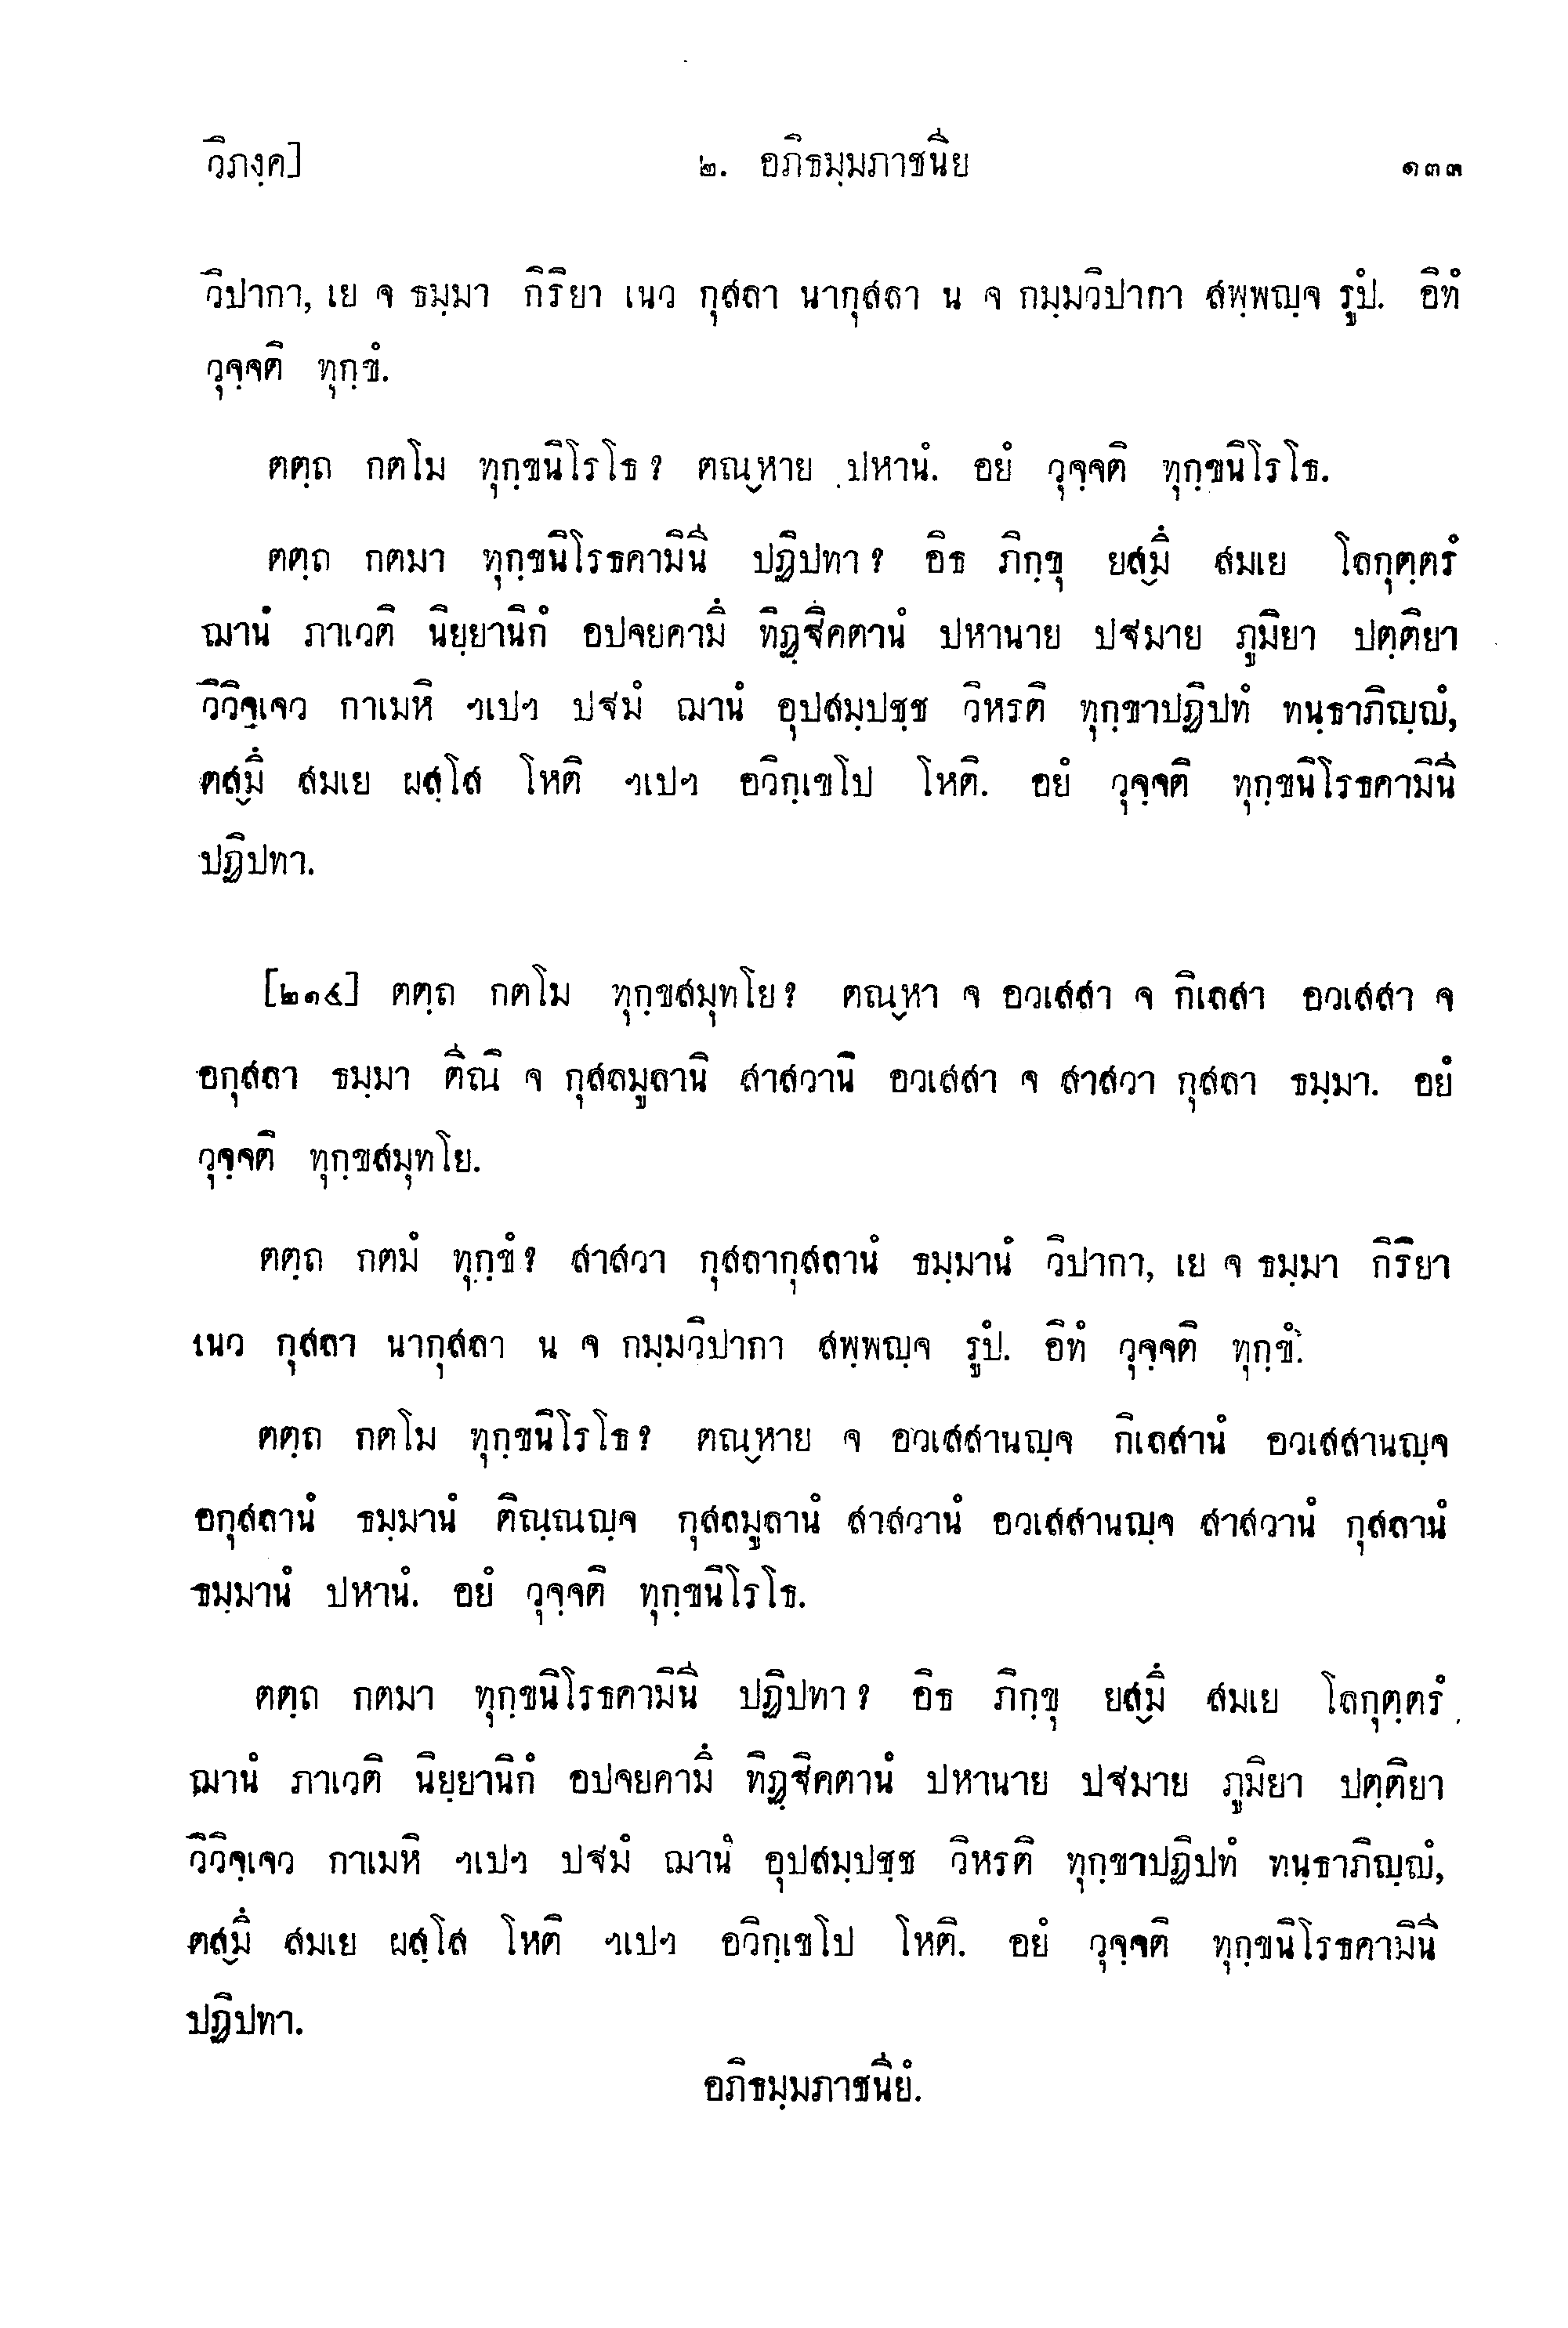 วิภงฺค] ๒. อภิธมฺมภาชนีย ๑๓๓
วิปากา, เย จ ธมฺมา กิริยา เนว กุสลา นากุสลา น จ กมฺมวิปากา สพฺพญฺจ รูปํ. อิทํ
วุจฺจติ ทุกฺขํ.
ตตฺถ กตโม ทุกฺขนิโรโธ? ตณฺหาย ปหานํ. อยํ วุจฺจติ ทุกฺขนิโรโธ.
ตตฺถ กตมา ทุกฺขนิโรธคามินี ปฏิปทา? อิธ ภิกฺขุ ยสฺมึ สมเย โลกุตฺตรํ
ฌานํ ภาเวติ นิยฺยานิกํ อปจยคามึ ทิฏฺฐิคตานํ ปหานาย ปฐมาย ภูมิยา ปตฺติยา
วิวิจฺเจว กาเมหิ ฯเปฯ ปฐมํ ฌานํ อุปสมฺปชฺช วิหรติ ทุกฺขาปฏิปทํ ทนฺธาภิญฺญํ,
ตสฺมึ สมเย ผสฺโส โหติ ฯเปฯ อวิกฺเขโป โหติ. อยํ วุจฺจติ ทุกฺขนิโรธคามินี
ปฏิปทา.
[๒๑๔] ตตฺถ กตโม ทุกฺขสมุทโย? ตณฺหา จ อวเสสา จ กิเลสา อวเสสา จ
อกุสลา ธมฺมา ตีณิ จ กุสลมูลานิ สาสวานิ อวเสสา จ สาสวา กุสลา ธมฺมา. อยํ
วุจฺจติ ทุกฺขสมุทโย.
ตตฺถ กตมํ ทุกฺขํ? สาสวา กุสลากุสลานํ ธมฺมานํ วิปากา, เย จ ธมฺมา กิริยา
เนว กุสลา นากุสลา น จ กมฺมวิปากา สพฺพญฺจ รูปํ. อิทํ วุจฺจติ ทุกฺขํ.
ตตฺถ กตโม ทุกฺขนิโรโธ? ตณฺหาย จ อวเสสานญฺจ กิเลสานํ อวเสสานญฺจ
อกุสลานํ ธมฺมานํ ติณฺณญฺจ กุสลมูลานํ สาสวานํ อวเสสานญฺจ สาสวานํ กุสลานํ
ธมฺมานํ ปหานํ. อยํ วุจฺจติ ทุกฺขนิโรโธ.
ตตฺถ กตมา ทุกฺขนิโรธคามินี ปฏิปทา? อิธ ภิกฺขุ ยสฺมึ สมเย โลกุตฺตรํ
ฌานํ ภาเวติ นิยฺยานิกํ อปจยคามึ ทิฏฺฐิคตานํ ปหานาย ปฐมาย ภูมิยา ปตฺติยา
วิวิจฺเจว กาเมหิ ฯเปฯ ปฐมํ ฌานํ อุปสมฺปชฺช วิหรติ ทุกฺขาปฏิปทํ ทนฺธาภิญฺญํ,
ตสฺมึ สมเย ผสฺโส โหติ ฯเปฯ อวิกฺเขโป โหติ. อยํ วุจฺจติ ทุกฺขนิโรธคามินี
ปฏิปทา.
อภิธมฺมภาชนียํ.